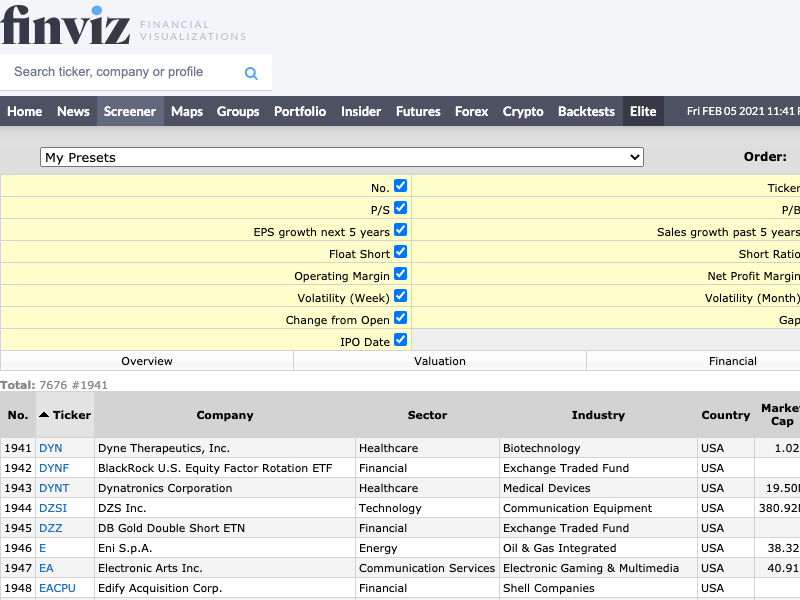 finviz FINANCIAL
VISUALIZATIONS
Search ticker, company or profile
Home News Screener Maps Groups Portfolio Insider Futures Forex Crypto Backtests Elite Fri FEB 05 2021 11:41
My Presets Order:
No. Ticker
P/S P/B
EPS growth next 5 years Sales growth past 5 years
Float Short Short Ratio
Operating Margin Net Profit Margin
Volatility (Week) Volatility (Month)
Change from Open Gap
IPO Date
Overview Valuation Financial
Total: 7676 #1941
No. Ticker Company Sector Industry Country Market Cap
1941 DYN Dyne Therapeutics, Inc. Healthcare Biotechnology USA 1.02
1942 DYNF BlackRock U.S. Equity Factor Rotation ETF Financial Exchange Traded Fund USA
1943 DYNT Dynatronics Corporation Healthcare Medical Devices USA 19.50
1944 DZSI DZS Inc. Technology Communication Equipment USA 380.92
1945 DZZ DB Gold Double Short ETN Financial Exchange Traded Fund USA
1946 E Eni S.p.A. Energy Oil & Gas Integrated USA 38.32
1947 EA Electronic Arts Inc. Communication Services Electronic Gaming & Multimedia USA 40.91
1948 EACPU Edify Acquisition Corp. Financial Shell Companies USA